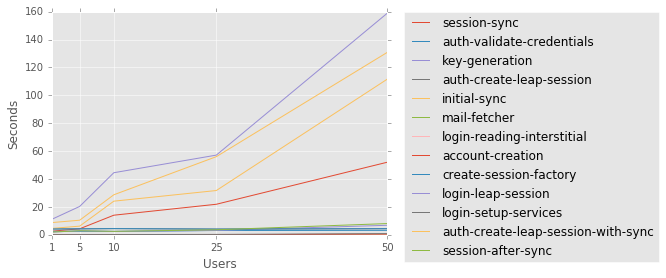 160
140
120
100
80
60
40
20
0
Seconds
1 5 10 25 50
Users
session-sync
auth-validate-credentials
key-generation
auth-create-leap-session
initial-sync
mail-fetcher
login-reading-interstitial
account-creation
create-session-factory
login-leap-session
login-setup-services
auth-create-leap-session-with-sync
session-after-sync